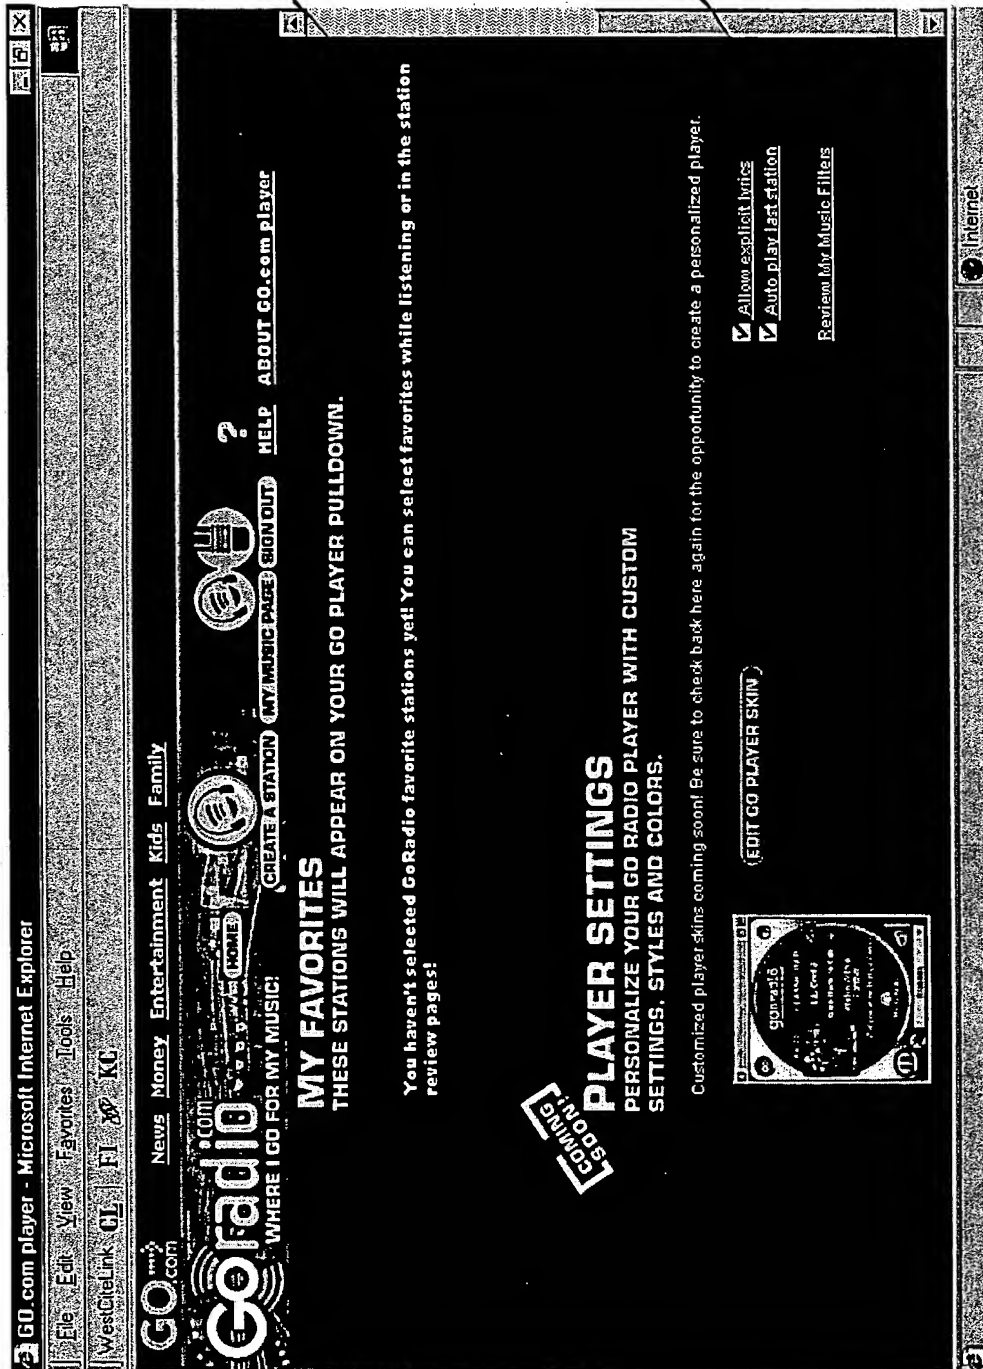 GO.com player - Microsoft Internet Explorer
File Edit View Favorites Tools Help
WestCiteLink CL FI KC
GO.com
News Money Entertainment Kids Family
GOradio.com
WHERE I GO FOR MY MUSIC!
HOME CREATE A STATION MY MUSIC PAGE SIGN OUT ? HELP ABOUT GO.com player
MY FAVORITES
THESE STATIONS WILL APPEAR ON YOUR GO PLAYER PULLDOWN.
You haven't selected GoRadio favorite stations yet! You can select favorites while listening or in the station
review pages!
COMING
SOON!
PLAYER SETTINGS
PERSONALIZE YOUR GO RADIO PLAYER WITH CUSTOM
SETTINGS, STYLES AND COLORS.
Customized player skins coming soon! Be sure to check back here again for the opportunity to create a personalized player.
goradio
EDIT GO PLAYER SKIN
Allow explicit lyrics
Auto play last station
Review My Music Filters
Internet